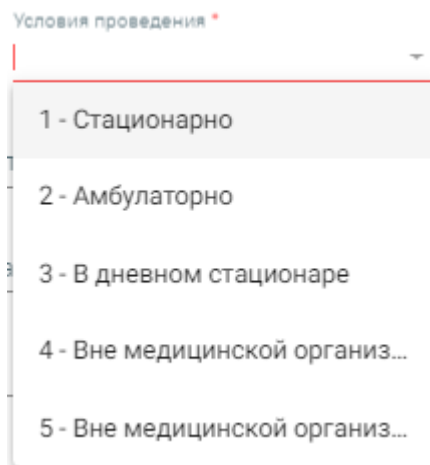 Условия проведения *
1 - Стационарно
2 - Амбулаторно
3 - В дневном стационаре
4 - Вне медицинской организ...
5 - Вне медицинской организ...